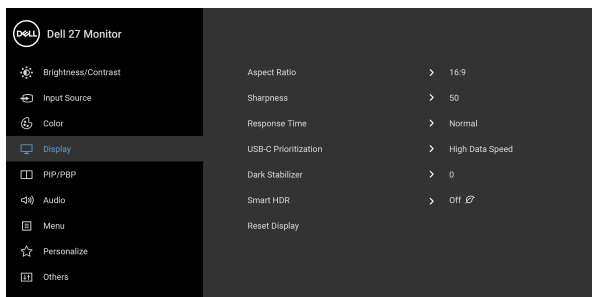 DELL Dell 27 Monitor
Brightness/Contrast
Input Source
Color
Display
PIP/PBP
Audio
Menu
Personalize
Others
Aspect Ratio > 16:9
Sharpness > 50
Response Time > Normal
USB-C Prioritization > High Data Speed
Dark Stabilizer > 0
Smart HDR > Off
Reset Display